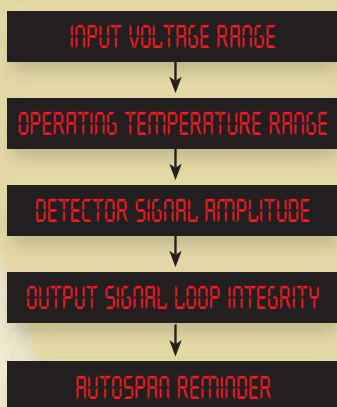 INPUT VOLTAGE RANGE
OPERATING TEMPERATURE RANGE
DETECTOR SIGNAL AMPLITUDE
OUTPUT SIGNAL LOOP INTEGRITY
AUTOSPAN REMINDER